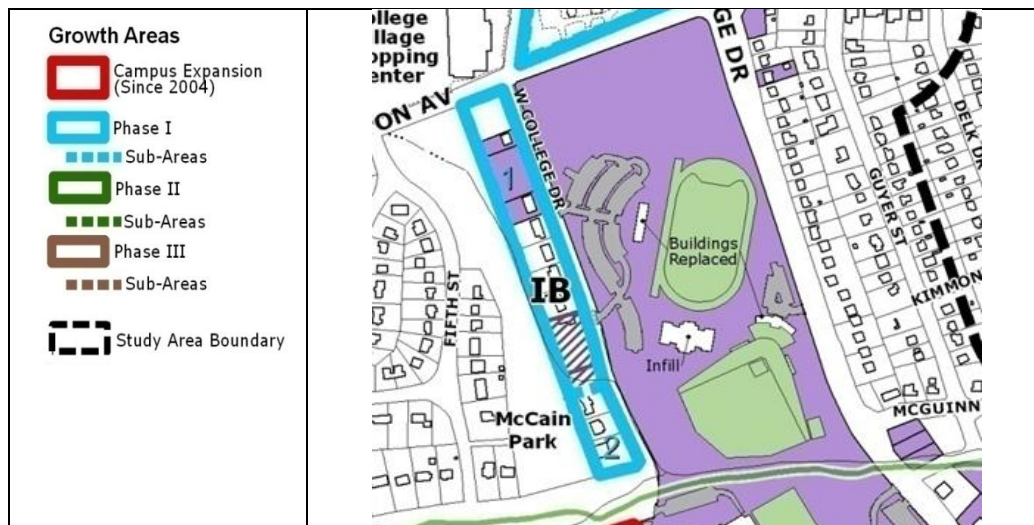 Growth Areas
Campus Expansion
(Since 2004)
Phase I
Sub-Areas
Phase II
Sub-Areas
Phase III
Sub-Areas
Study Area Boundary
ollege
illage
opping
enter
ON AV
W COLLEGE DR
GE DR
DELK DR
GUYER ST
KIMMON
MCGUINN
FIFTH ST
1
IB
2
Buildings
Replaced
Infill
McCain
Park